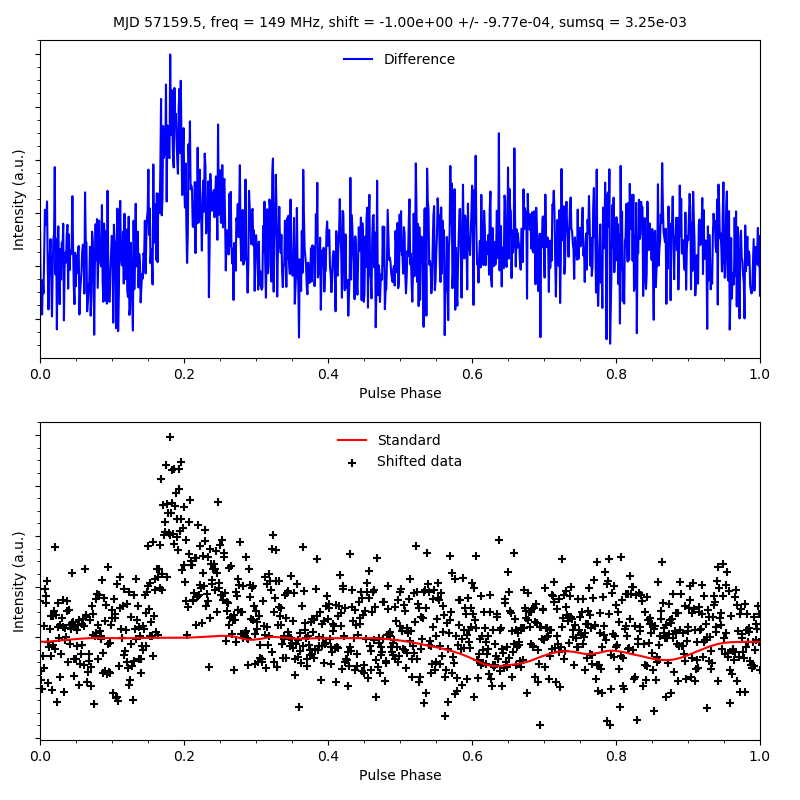 MJD 57159.5, freq = 149 MHz, shift = -1.00e+00 +/- -9.77e-04, sumsq = 3.25e-03
Difference
Intensity (a.u.)
0.0 0.2 0.4 0.6 0.8 1.0
Pulse Phase
Standard
Shifted data
Intensity (a.u.)
0.0 0.2 0.4 0.6 0.8 1.0
Pulse Phase